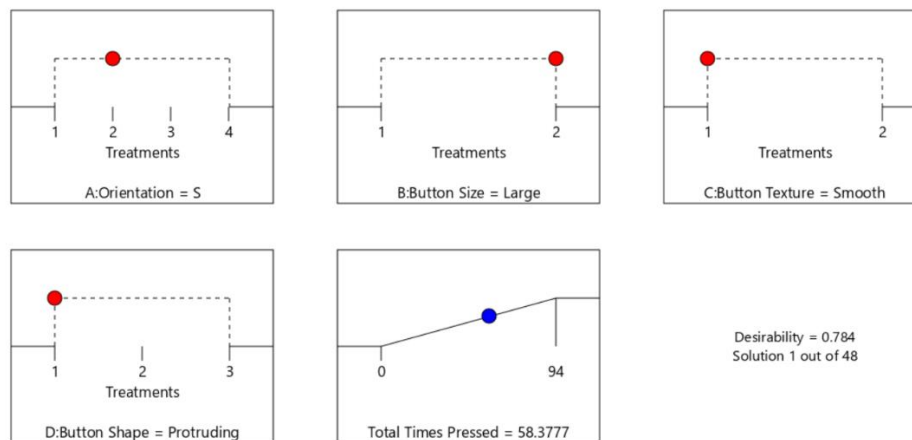 1 2 3 4
Treatments
A:Orientation = S
1 2
Treatments
B:Button Size = Large
1 2
Treatments
C:Button Texture = Smooth
1 2 3
Treatments
D:Button Shape = Protruding
0 94
Total Times Pressed = 58.3777
Desirability = 0.784
Solution 1 out of 48